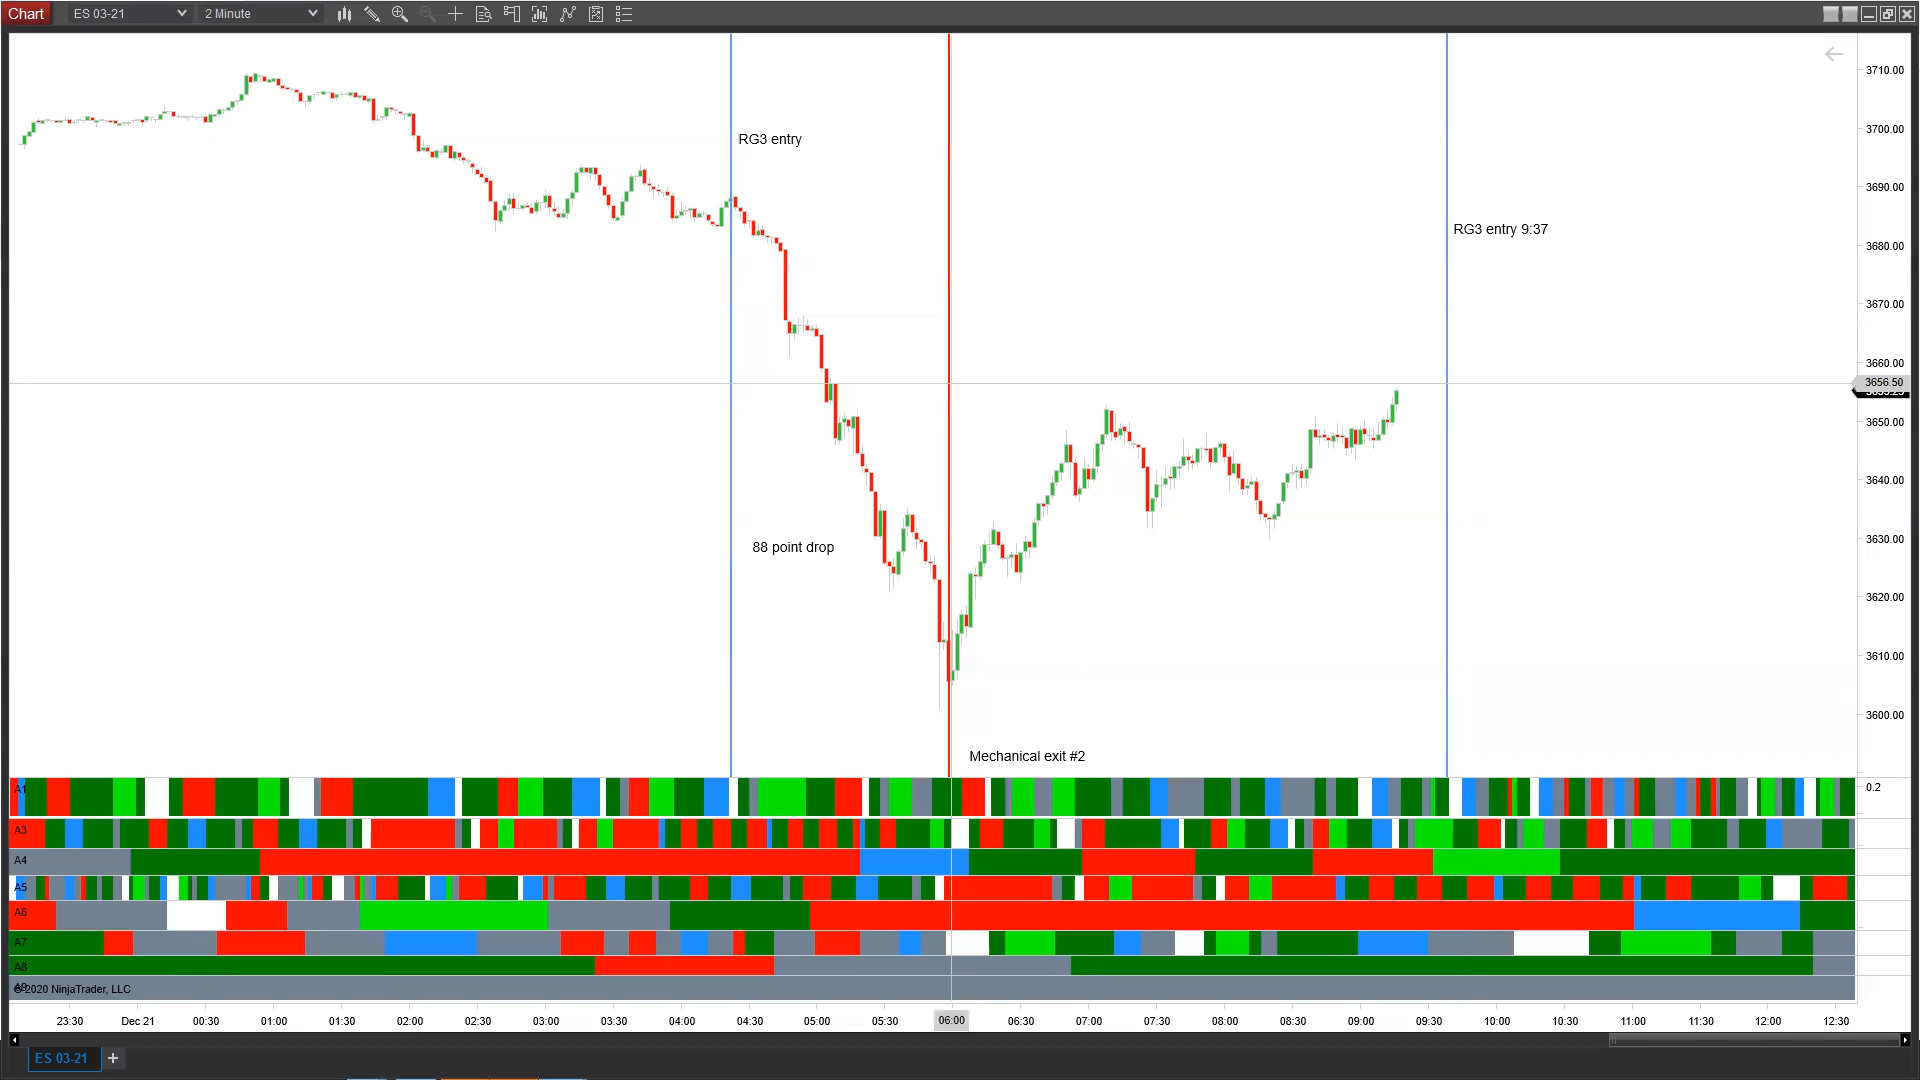 Chart
ES 03-21
2 Minute
3710.00
3700.00
RG3 entry
3690.00
RG3 entry 9:37
3680.00
3670.00
3660.00
3656.50
3650.00
3640.00
88 point drop
3630.00
3620.00
3610.00
3600.00
Mechanical exit #2
A1
0.2
A3
A4
A5
A6
A7
A8
A9
© 2020 NinjaTrader, LLC
23:30 Dec 21 00:30 01:00 01:30 02:00 02:30 03:00 03:30 04:00 04:30 05:00 05:30 06:00 06:30 07:00 07:30 08:00 08:30 09:00 09:30 10:00 10:30 11:00 11:30 12:00 12:30
ES 03-21